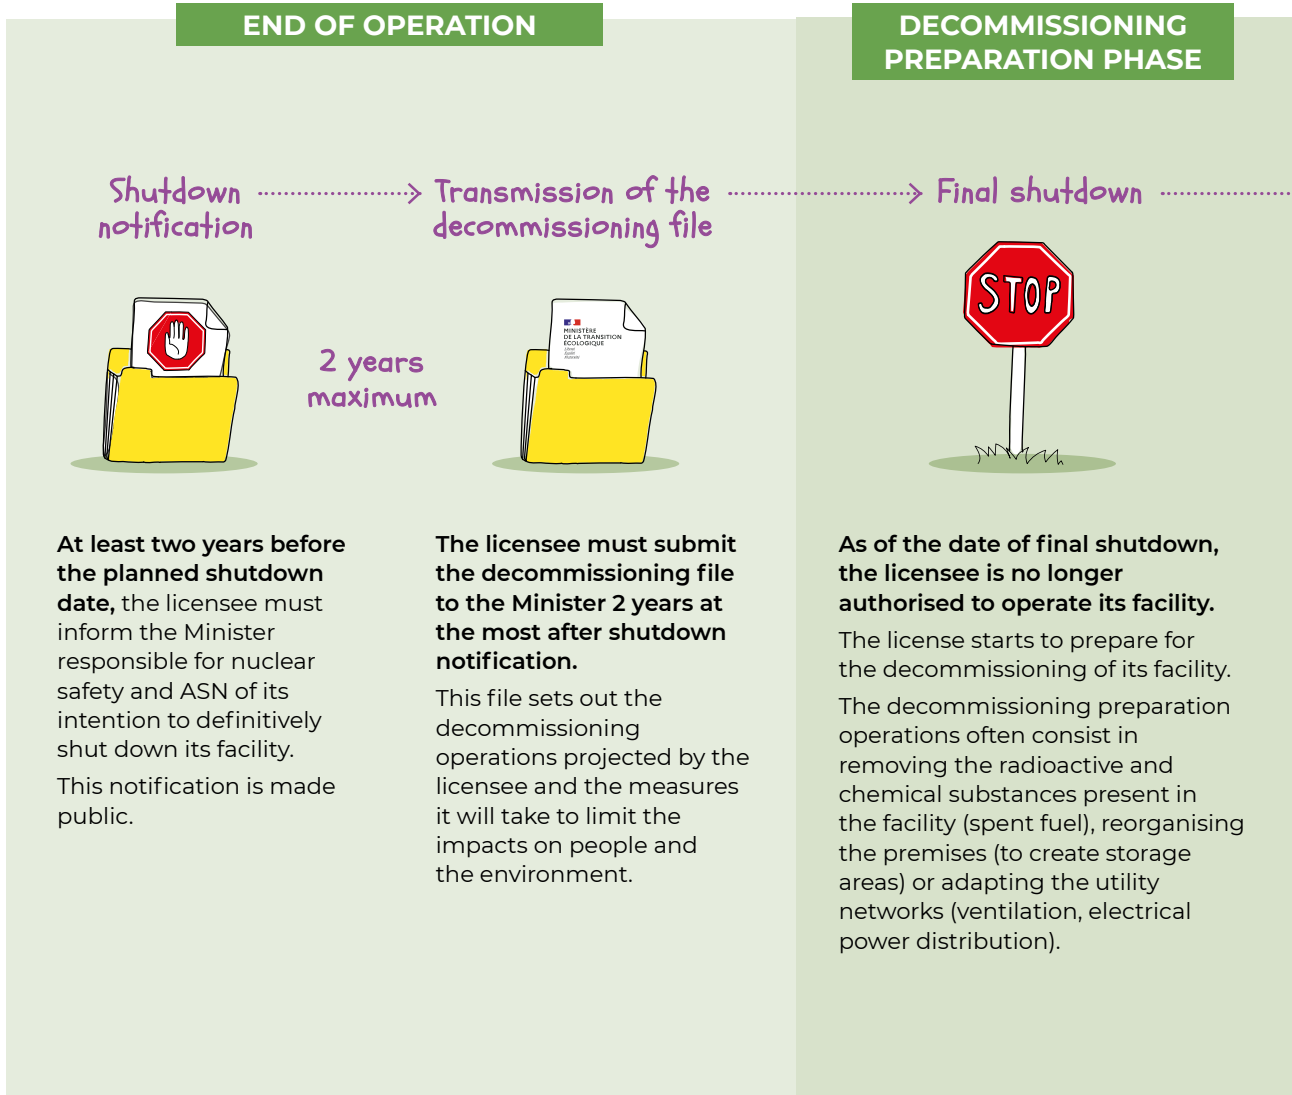 END OF OPERATION
DECOMMISSIONING
PREPARATION PHASE
Shutdown
notification
2 years
maximum
Transmission of the
decommissioning file
Final shutdown
MINISTÈRE
DE LA TRANSITION
ÉCOLOGIQUE
Liberté
Égalité
Fraternité
STOP
At least two years before
the planned shutdown
date, the licensee must
inform the Minister
responsible for nuclear
safety and ASN of its
intention to definitively
shut down its facility.
This notification is made
public.
The licensee must submit
the decommissioning file
to the Minister 2 years at
the most after shutdown
notification.
This file sets out the
decommissioning
operations projected by the
licensee and the measures
it will take to limit the
impacts on people and
the environment.
As of the date of final shutdown,
the licensee is no longer
authorised to operate its facility.
The license starts to prepare for
the decommissioning of its facility.
The decommissioning preparation
operations often consist in
removing the radioactive and
chemical substances present in
the facility (spent fuel), reorganising
the premises (to create storage
areas) or adapting the utility
networks (ventilation, electrical
power distribution).